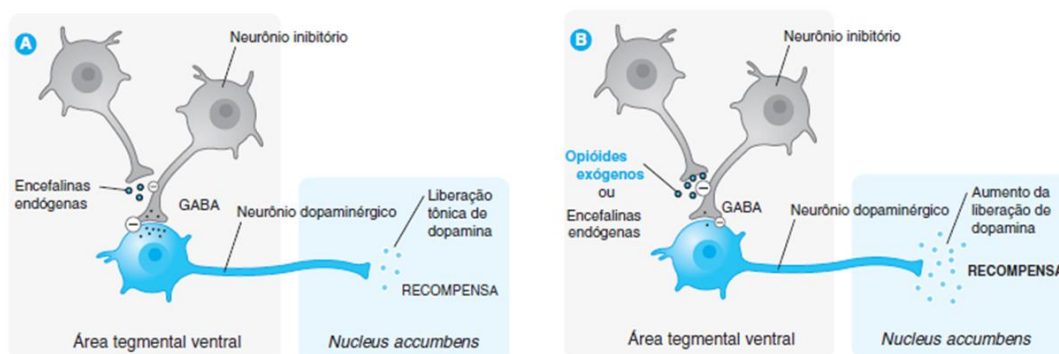 A
Neurônio inibitório
Encefalinas
endógenas
GABA
Neurônio dopaminérgico
Liberação
tônica de
dopamina
RECOMPENSA
Área tegmental ventral
Nucleus accumbens
B
Neurônio inibitório
Opióides
exógenos
ou
Encefalinas
endógenas
GABA
Neurônio dopaminérgico
Aumento da
liberação de
dopamina
RECOMPENSA
Área tegmental ventral
Nucleus accumbens